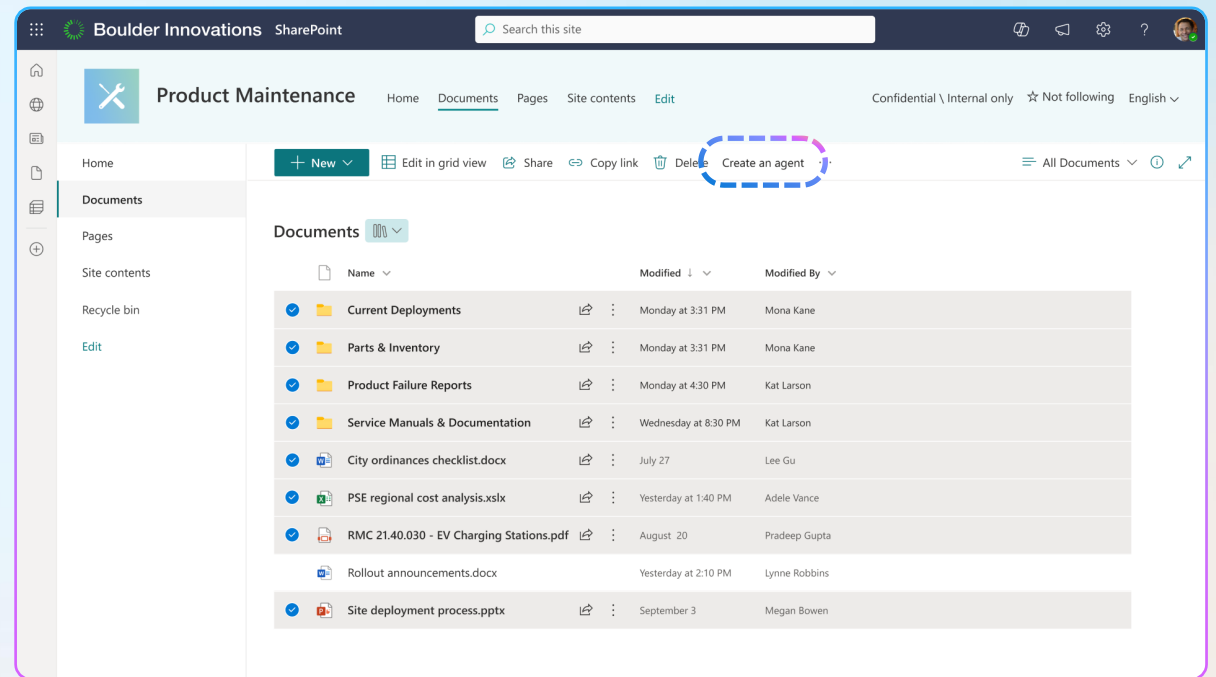 Boulder Innovations SharePoint Search this site ?
Product Maintenance Home Documents Pages Site contents Edit Confidential \ Internal only Not following English
Home
Documents
Pages
Site contents
Recycle bin
Edit
+ New Edit in grid view Share Copy link Delete Create an agent ... All Documents
Documents
Name Modified ↓ Modified By
Current Deployments Monday at 3:31 PM Mona Kane
Parts & Inventory Monday at 3:31 PM Mona Kane
Product Failure Reports Monday at 4:30 PM Kat Larson
Service Manuals & Documentation Wednesday at 8:30 PM Kat Larson
City ordinances checklist.docx July 27 Lee Gu
PSE regional cost analysis.xslx Yesterday at 1:40 PM Adele Vance
RMC 21.40.030 - EV Charging Stations.pdf August 20 Pradeep Gupta
Rollout announcements.docx Yesterday at 2:10 PM Lynne Robbins
Site deployment process.pptx September 3 Megan Bowen